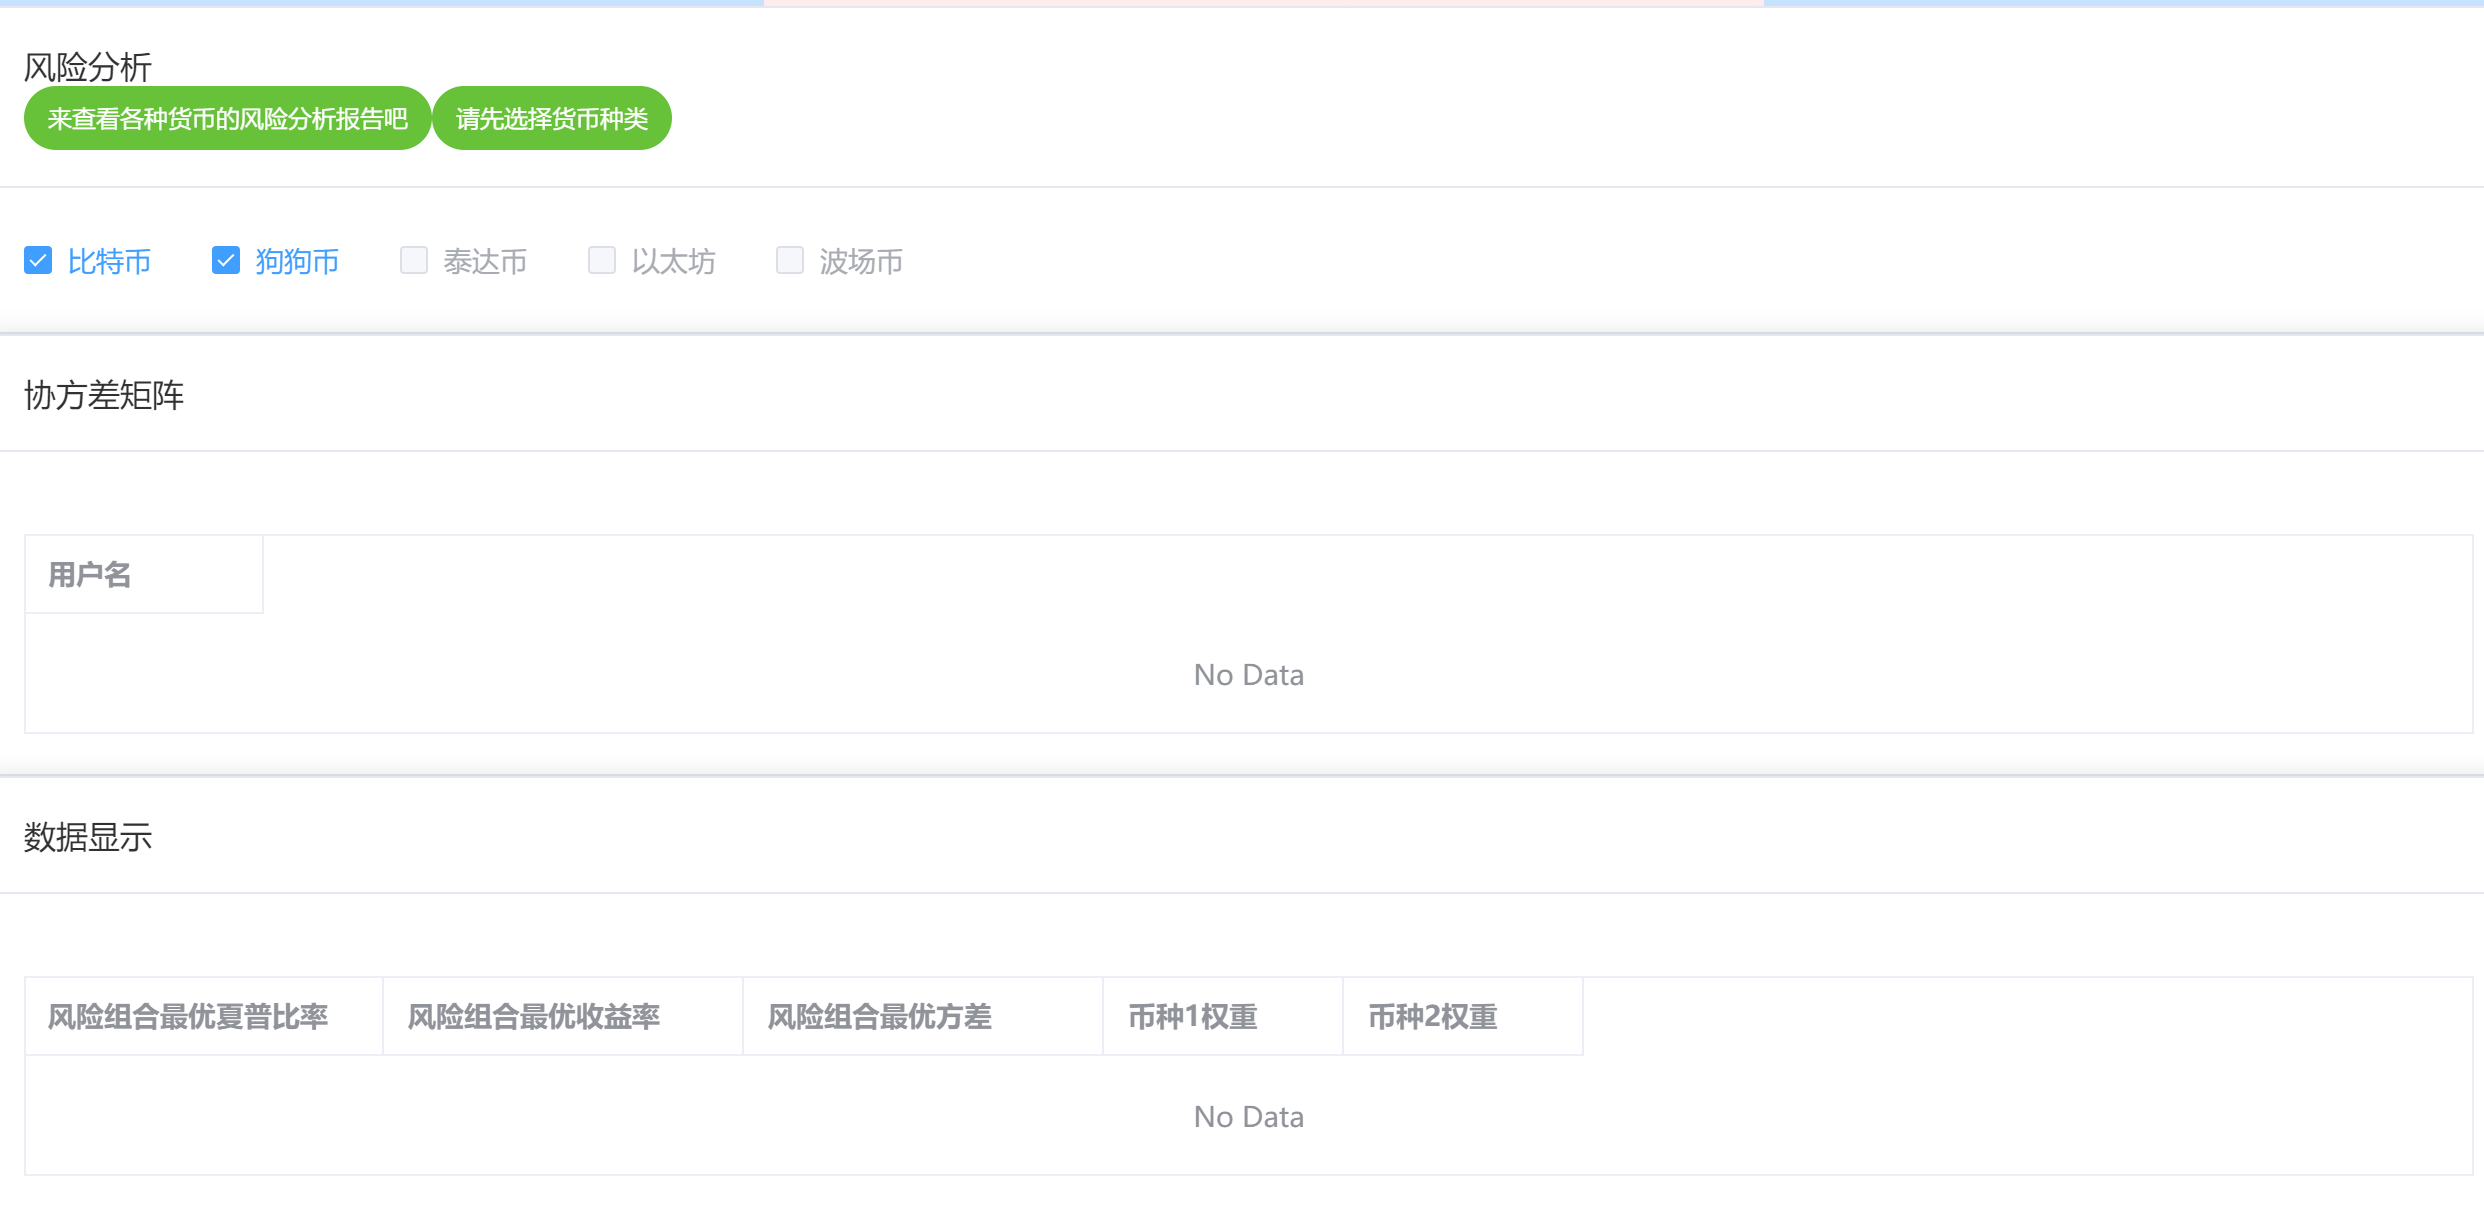 风险分析
来查看各种货币的风险分析报告吧 请先选择货币种类
比特币 狗狗币 泰达币 以太坊 波场币
协方差矩阵
用户名
No Data
数据显示
风险组合最优夏普比率 风险组合最优收益率 风险组合最优方差 币种1权重 币种2权重
No Data